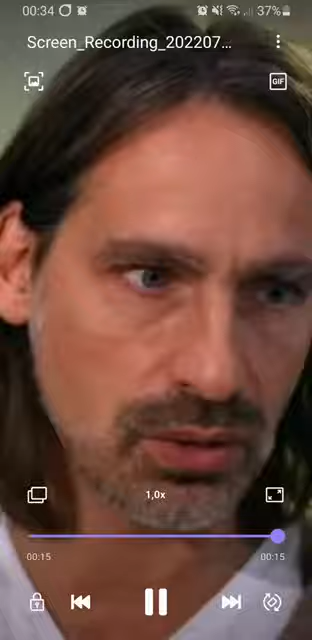 00:34 37%
Screen_Recording_202207...
GIF
1,0x
00:15 00:15